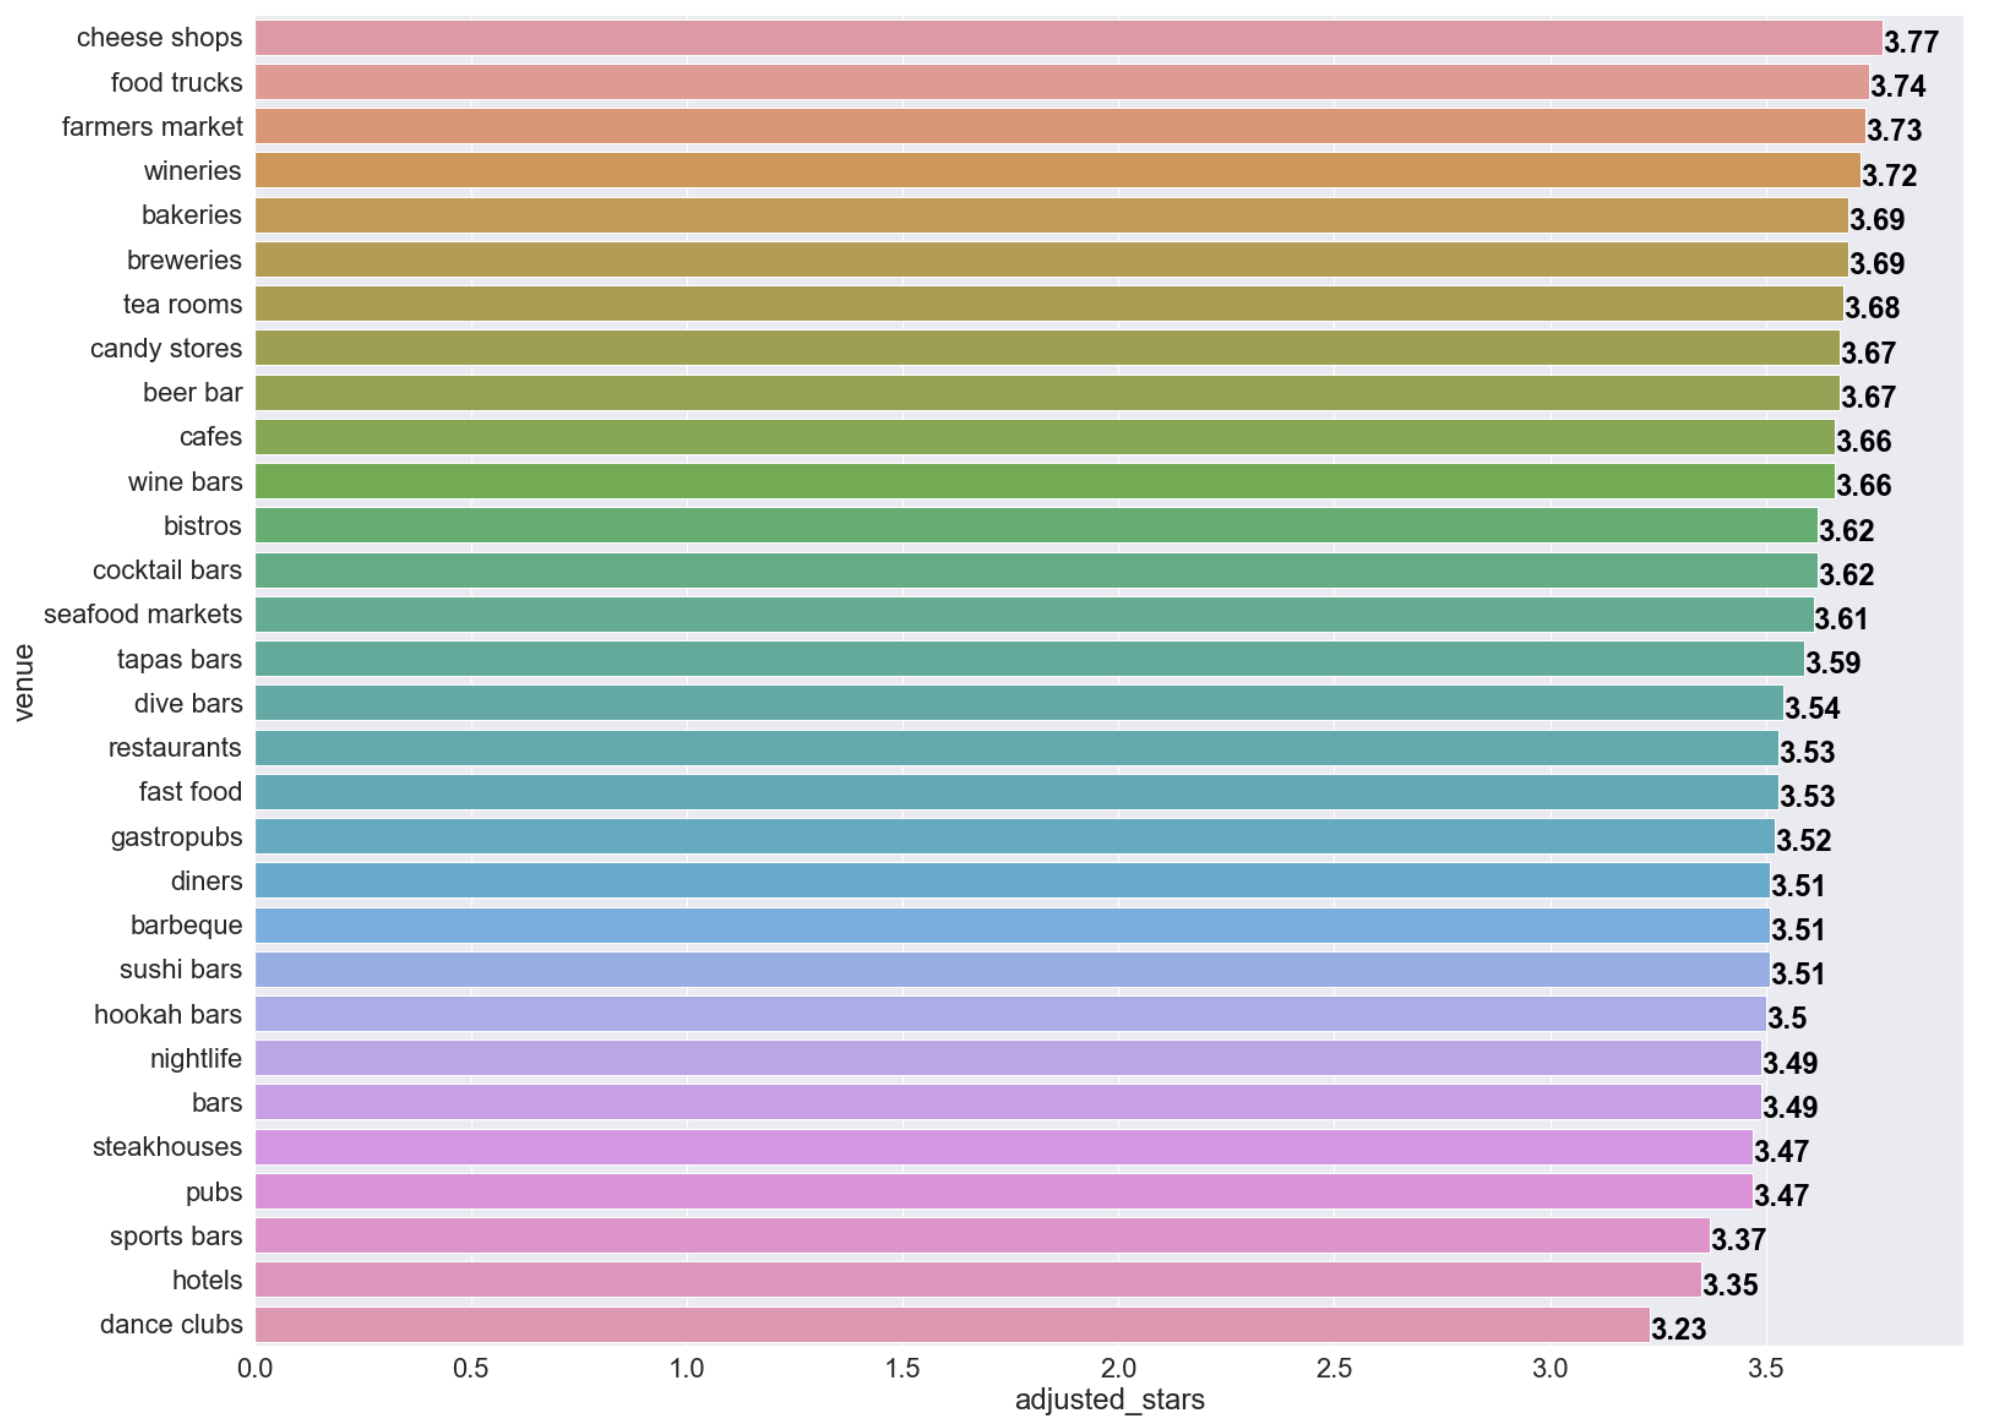 cheese shops 3.77
food trucks 3.74
farmers market 3.73
wineries 3.72
bakeries 3.69
breweries 3.69
tea rooms 3.68
candy stores 3.67
beer bar 3.67
cafes 3.66
wine bars 3.66
bistros 3.62
cocktail bars 3.62
seafood markets 3.61
tapas bars 3.59
venue
dive bars 3.54
restaurants 3.53
fast food 3.53
gastropubs 3.52
diners 3.51
barbeque 3.51
sushi bars 3.51
hookah bars 3.5
nightlife 3.49
bars 3.49
steakhouses 3.47
pubs 3.47
sports bars 3.37
hotels 3.35
dance clubs 3.23
0.0 0.5 1.0 1.5 2.0 2.5 3.0 3.5
adjusted_stars